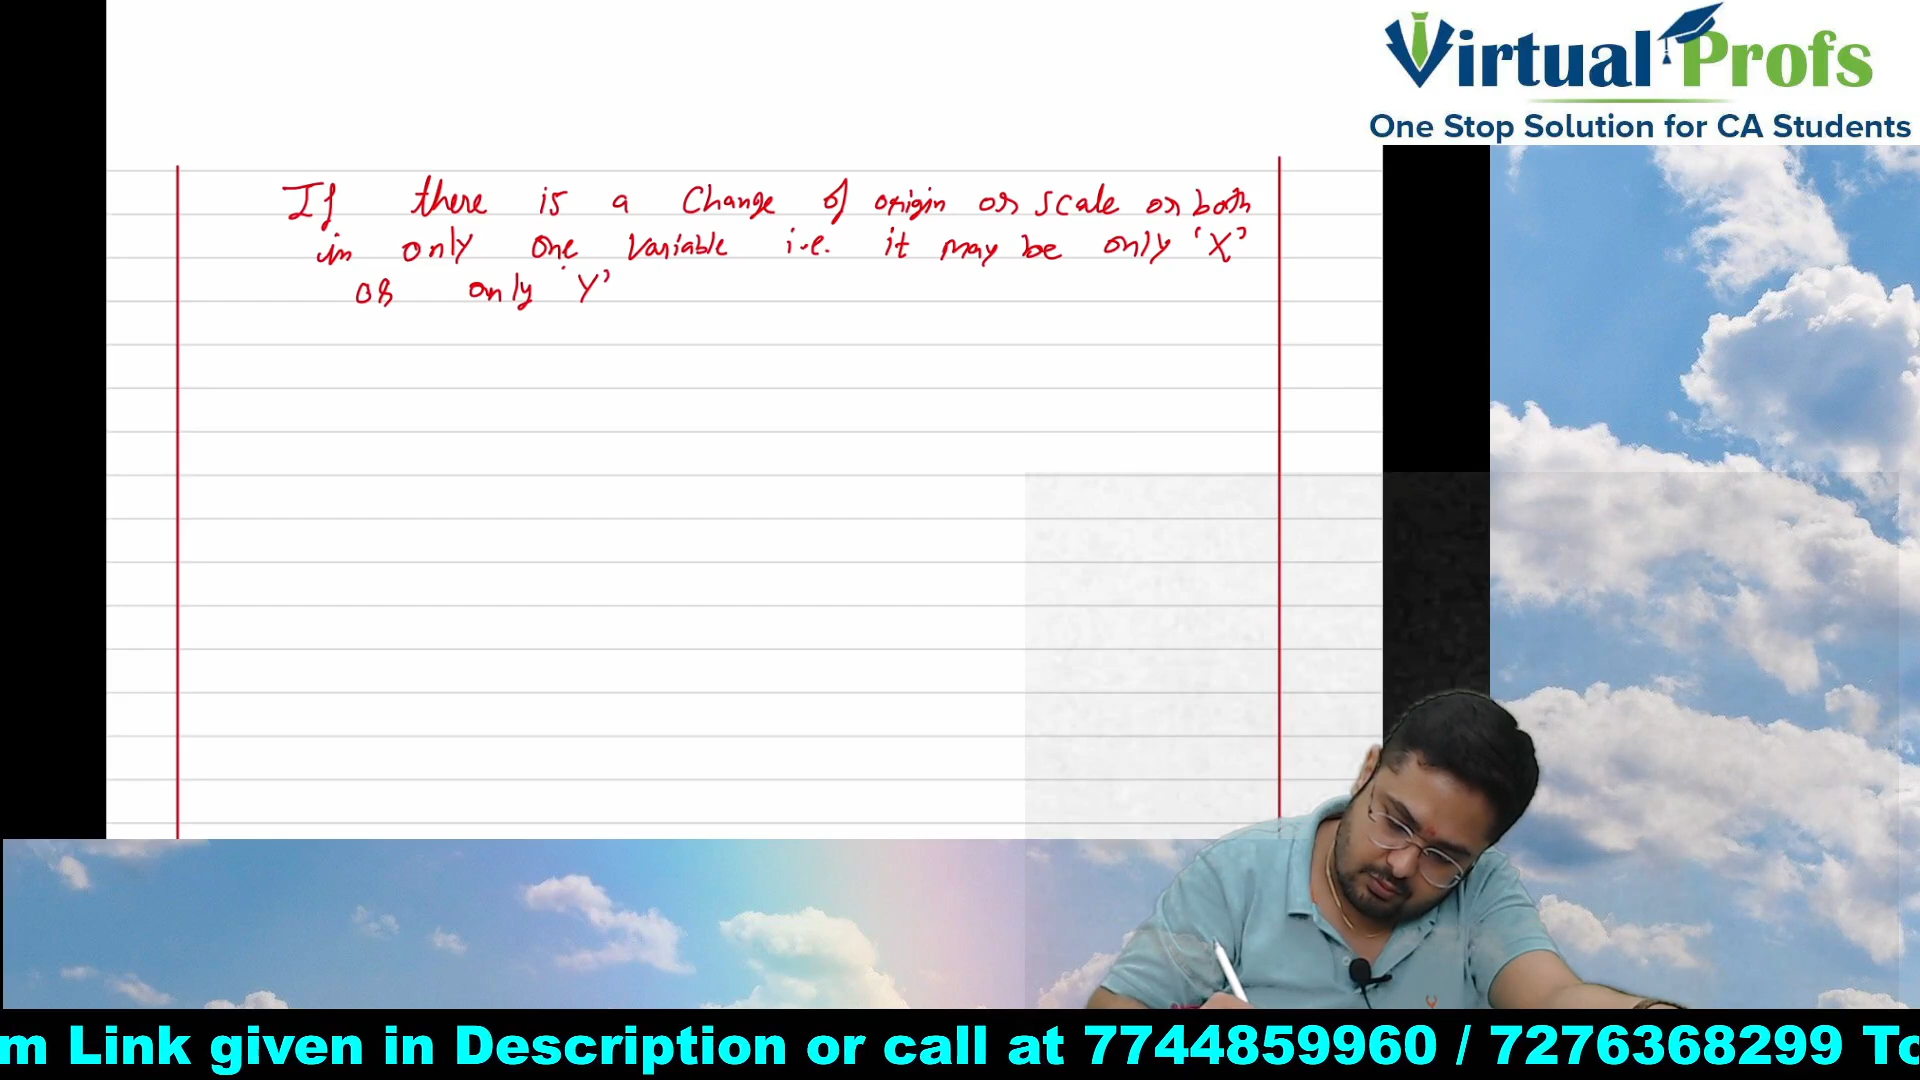 Virtual Profs
One Stop Solution for CA Students
If there is a Change of origin or scale or both
in only one variable i.e. it may be only 'X'
or only 'Y'
m Link given in Description or call at 7744859960 / 7276368299 To